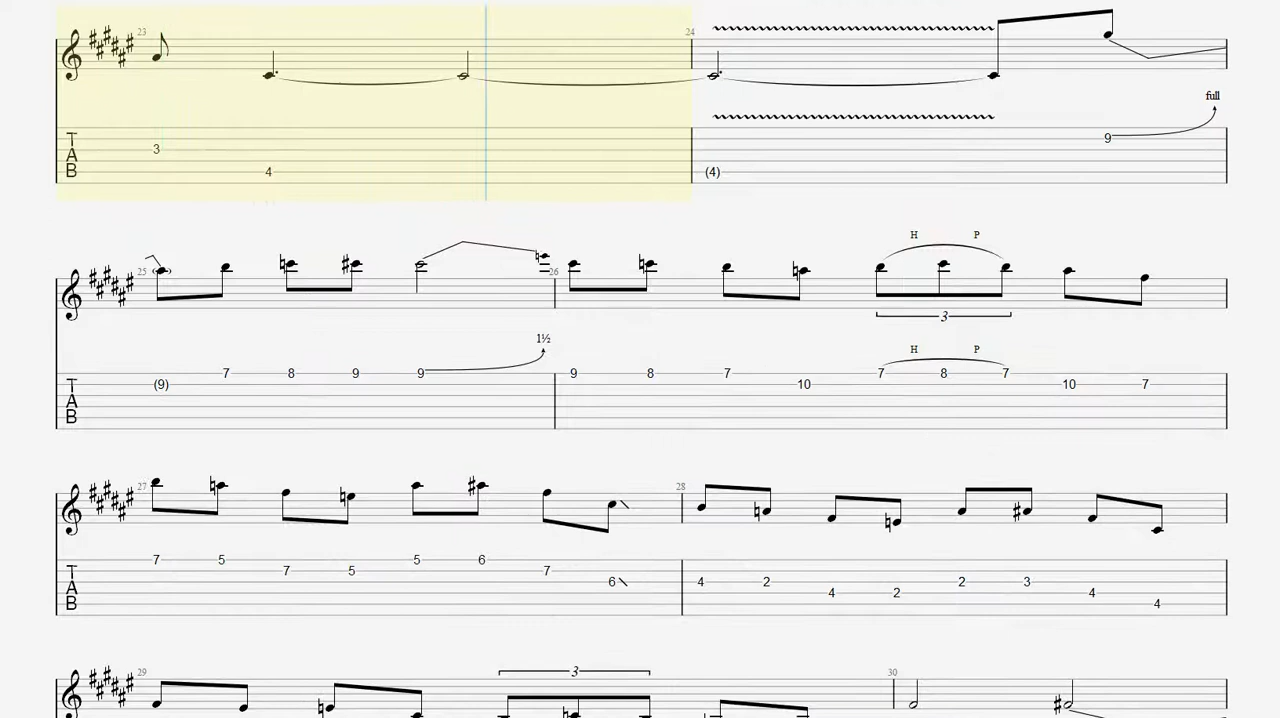 23 24
full
T
A
B
3 4 (4) 9
H P
25 26
3
1½
H P
T
A
B
(9) 7 8 9 9 9 8 7 10 7 8 7 10 7
27 28
T
A
B
7 5 7 5 5 6 7 6 4 2 4 2 2 3 4 4
3
29 30